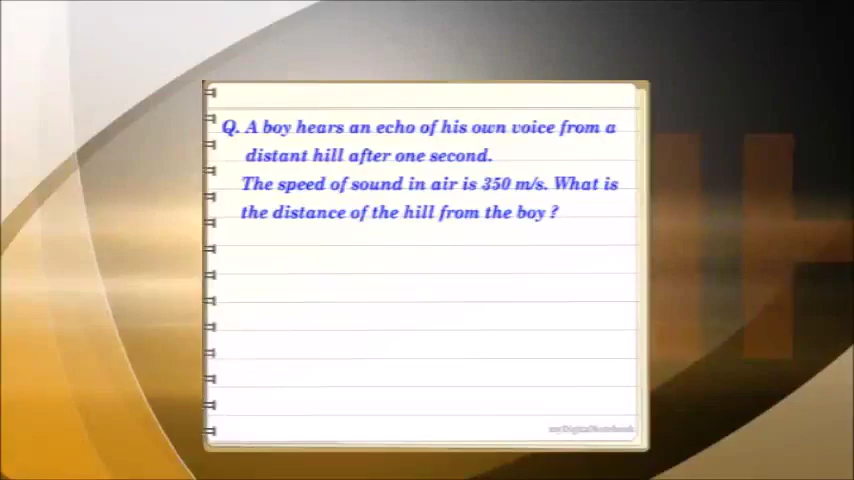 Q. A boy hears an echo of his own voice from a
distant hill after one second.
The speed of sound in air is 350 m/s. What is
the distance of the hill from the boy ?
myDigitalNotebook